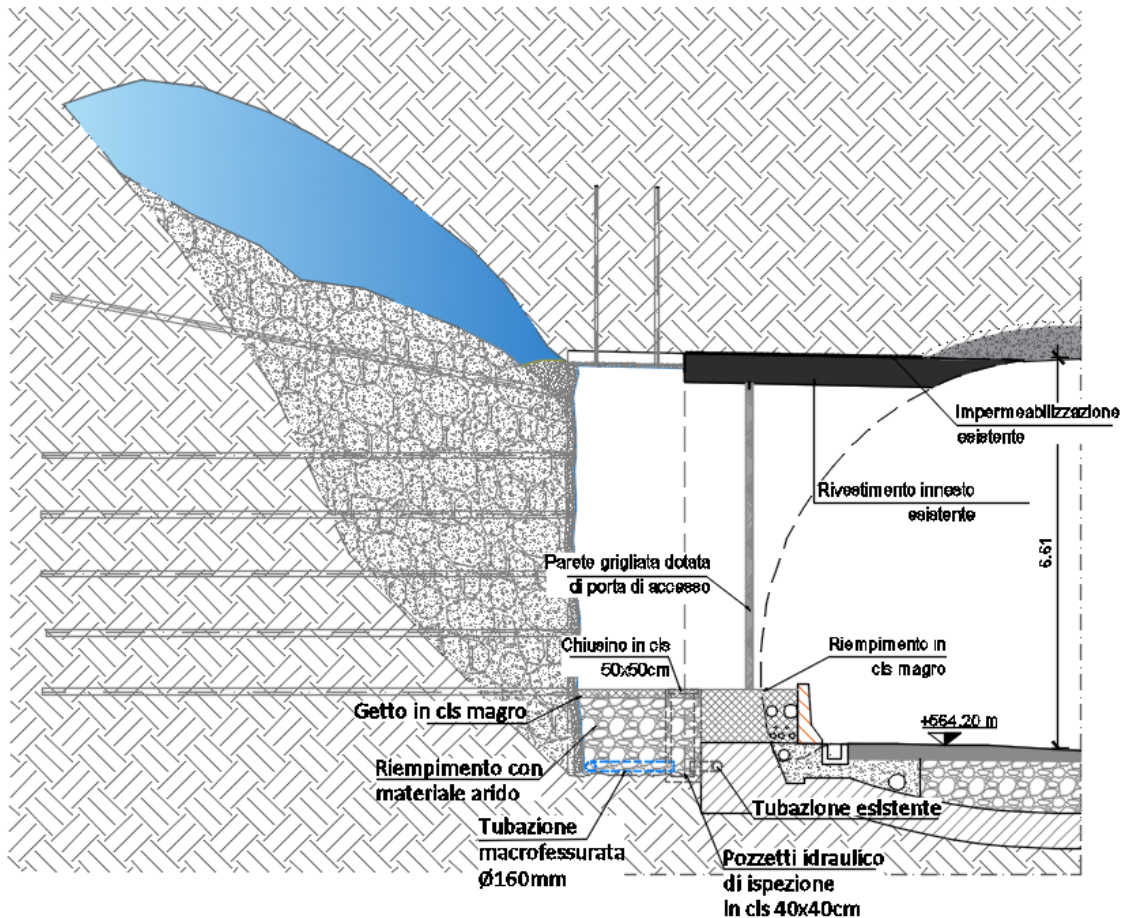 Impermeabilizzazione
esistente
Rivestimento innesto
esistente
6.61
Parete grigliata dotata
di porta di accesso
Chiusino in cls
50x50cm
Riempimento in
cls magro
Getto in cls magro
+564.20 m
Riempimento con
materiale arido
Tubazione esistente
Tubazione
macrofessurata
Ø160mm
Pozzetti idraulico
di ispezione
in cls 40x40cm